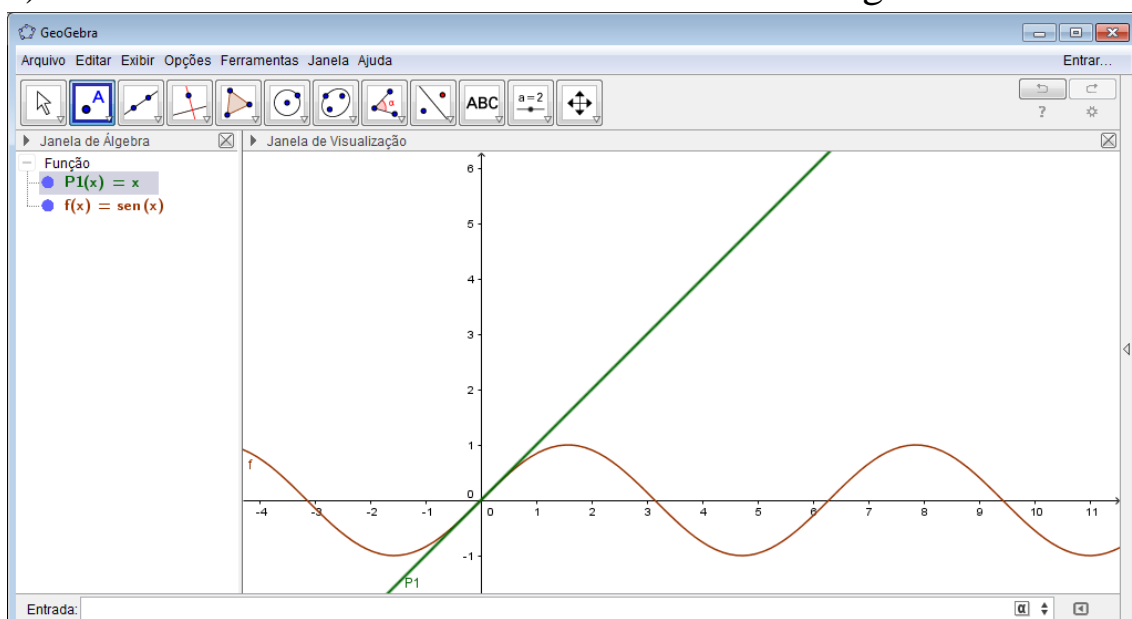 GeoGebra
Arquivo Editar Exibir Opções Ferramentas Janela Ajuda
Entrar...
A α ABC a=2
?
Janela de Álgebra
Janela de Visualização
Função
P1(x) = x
f(x) = sen(x)
6
5
4
3
2
1
0
-1
-4 -3 -2 -1 0 1 2 3 4 5 6 7 8 9 10 11
f
P1
Entrada:
α